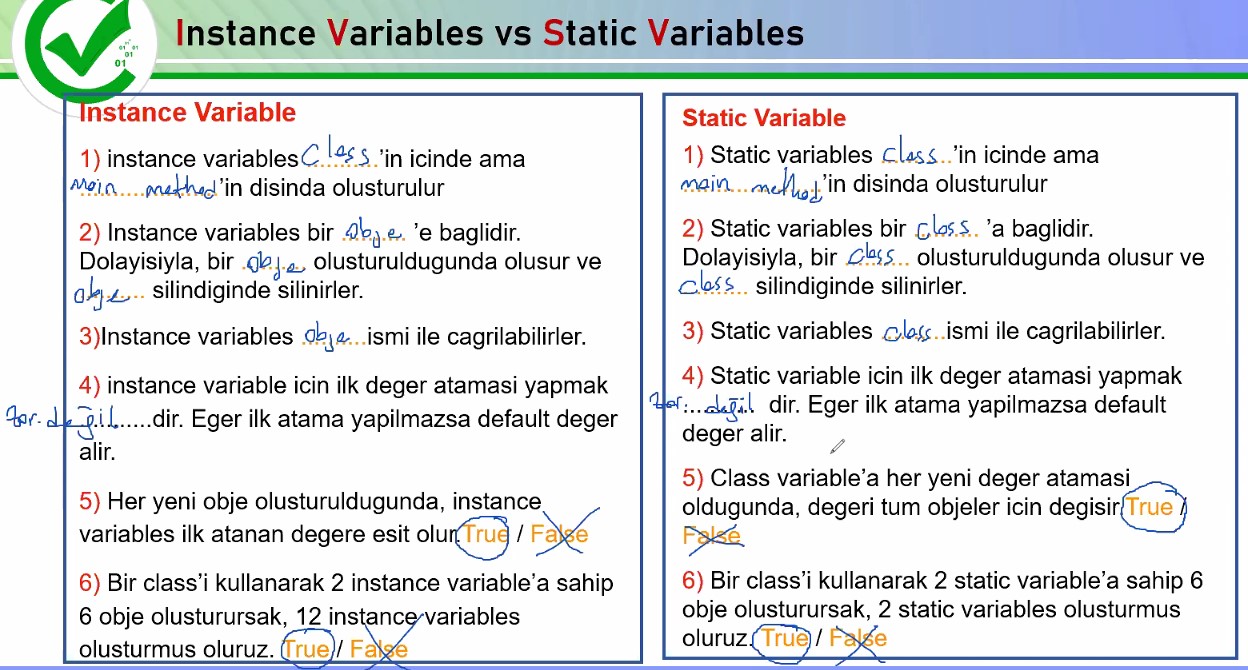 Instance Variables vs Static Variables
Instance Variable
1) instance variables Class 'in icinde ama
main method 'in disinda olusturulur
2) Instance variables bir obje 'e baglidir.
Dolayisiyla, bir obje olusturuldugunda olusur ve
obje silindiginde silinirler.
3)Instance variables obje ismi ile cagrilabilirler.
4) instance variable icin ilk deger atamasi yapmak
zor. değil dir. Eger ilk atama yapilmazsa default deger
alir.
5) Her yeni obje olusturuldugunda, instance
variables ilk atanan degere esit olur. True / False
6) Bir class'i kullanarak 2 instance variable'a sahip
6 obje olusturursak, 12 instance variables
olusturmus oluruz. True / False
Static Variable
1) Static variables class 'in icinde ama
main method 'in disinda olusturulur
2) Static variables bir class 'a baglidir.
Dolayisiyla, bir class olusturuldugunda olusur ve
class silindiginde silinirler.
3) Static variables class ismi ile cagrilabilirler.
4) Static variable icin ilk deger atamasi yapmak
zor. değil dir. Eger ilk atama yapilmazsa default
deger alir.
5) Class variable'a her yeni deger atamasi
oldugunda, degeri tum objeler icin degisir True /
False
6) Bir class'i kullanarak 2 static variable'a sahip 6
obje olusturursak, 2 static variables olusturmus
oluruz. True / False